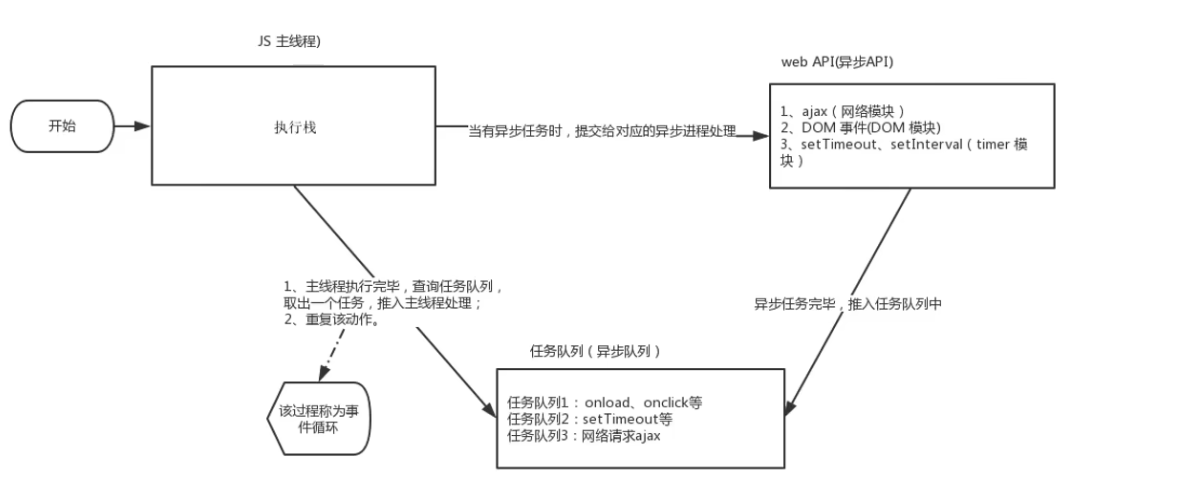 JS 主线程)
开始
执行栈
当有异步任务时，提交给对应的异步进程处理
web API(异步API)
1、ajax（网络模块）
2、DOM 事件(DOM 模块)
3、setTimeout、setInterval（timer 模
块）
1、主线程执行完毕，查询任务队列，
取出一个任务，推入主线程处理；
2、重复该动作。
异步任务完毕，推入任务队列中
该过程称为事
件循环
任务队列（异步队列）
任务队列1：onload、onclick等
任务队列2：setTimeout等
任务队列3：网络请求ajax